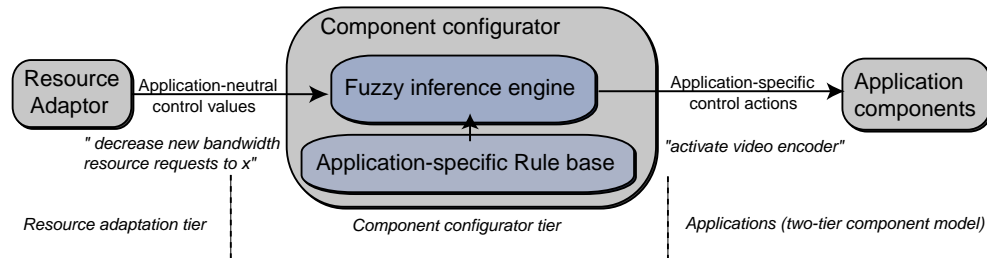 Component configurator
Resource
Adaptor
Application-neutral
control values
Fuzzy inference engine
Application-specific
control actions
Application
components
" decrease new bandwidth
resource requests to x"
Application-specific Rule base
"activate video encoder"
Resource adaptation tier
Component configurator tier
Applications (two-tier component model)